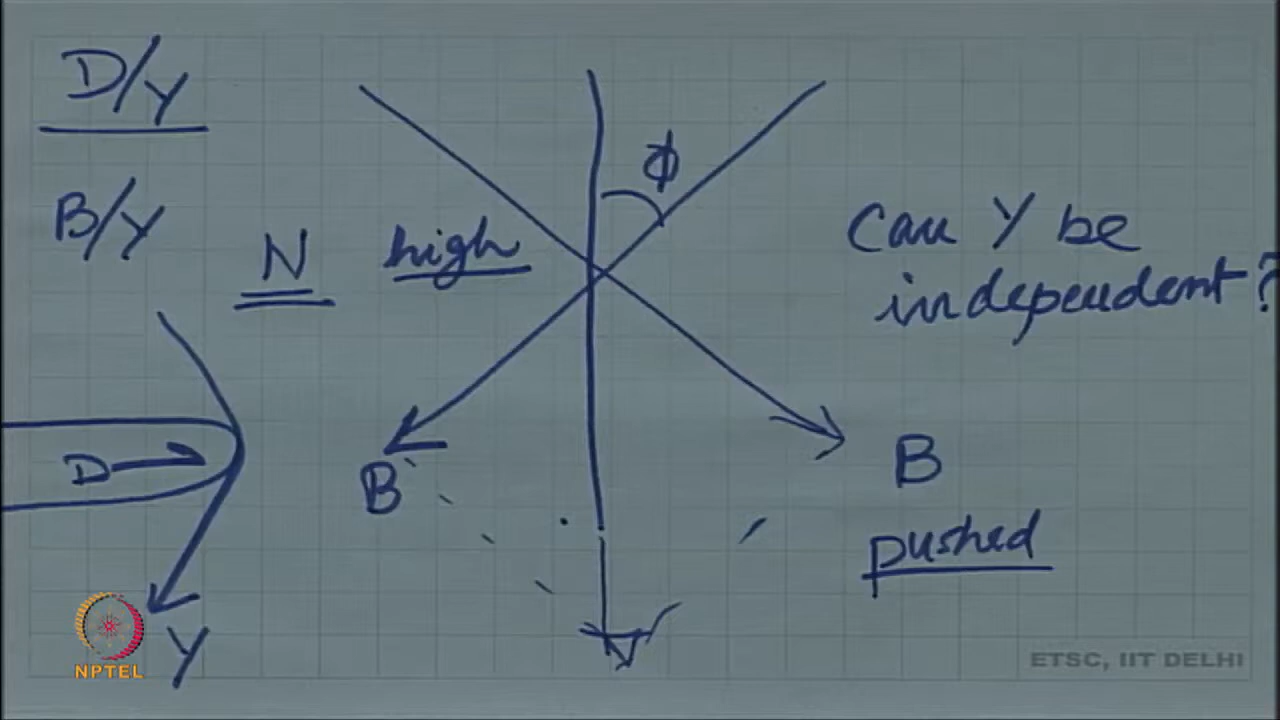 D/Y
B/Y
N
high
ϕ
Can Y be
independent?
D
B
B
pushed
Y
Y
NPTEL
ETSC, IIT DELHI